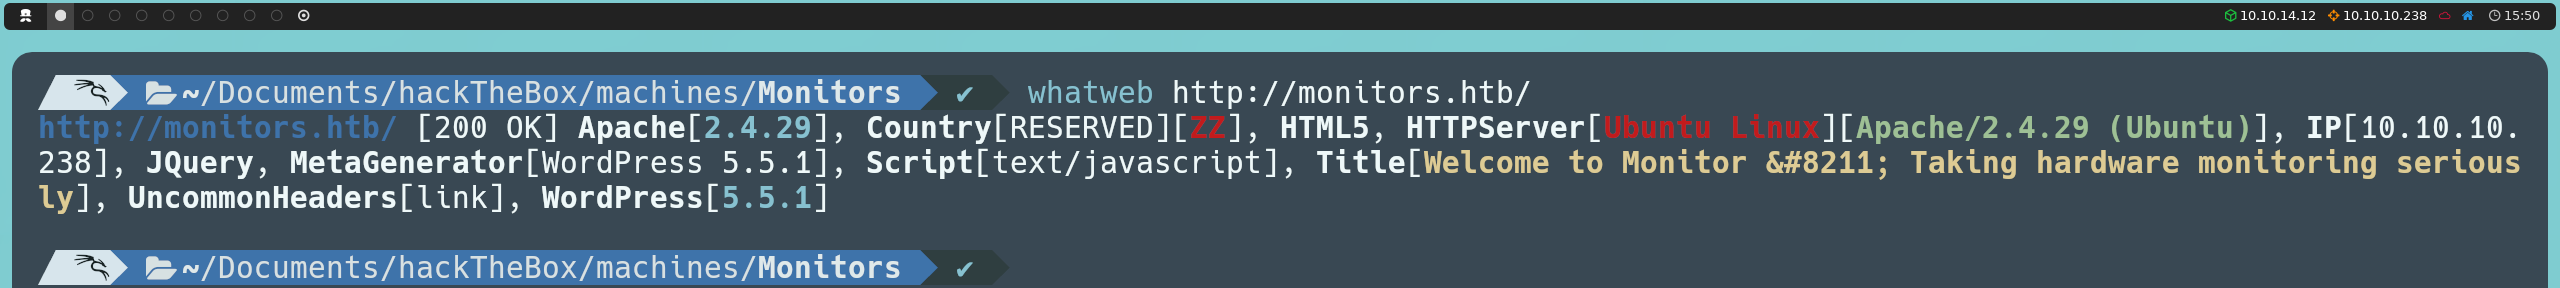 10.10.14.12 10.10.10.238 15:50
~/Documents/hackTheBox/machines/Monitors ✔ whatweb http://monitors.htb/
http://monitors.htb/ [200 OK] Apache[2.4.29], Country[RESERVED][ZZ], HTML5, HTTPServer[Ubuntu Linux][Apache/2.4.29 (Ubuntu)], IP[10.10.10.
238], JQuery, MetaGenerator[WordPress 5.5.1], Script[text/javascript], Title[Welcome to Monitor &#8211; Taking hardware monitoring serious
ly], UncommonHeaders[link], WordPress[5.5.1]
~/Documents/hackTheBox/machines/Monitors ✔